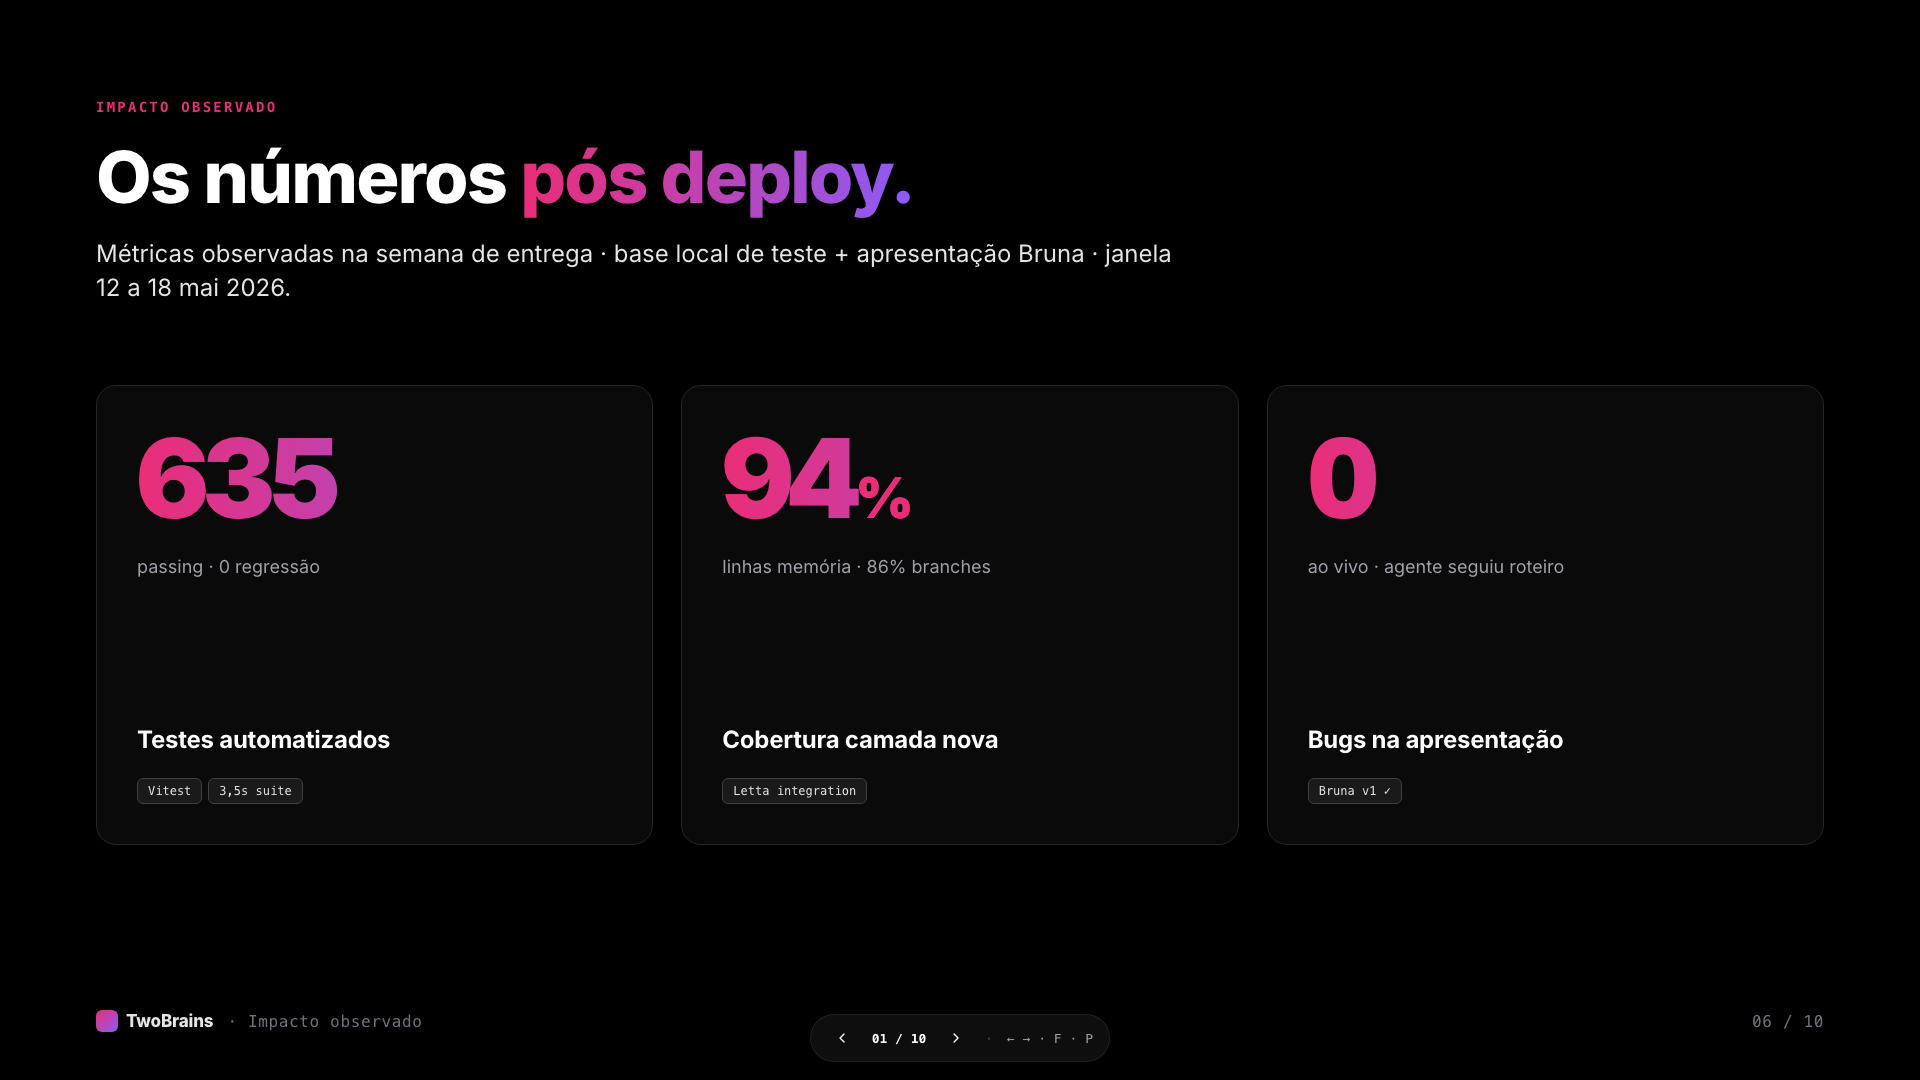 IMPACTO OBSERVADO
Os números pós deploy.
Métricas observadas na semana de entrega · base local de teste + apresentação Bruna · janela
12 a 18 mai 2026.
635
passing · 0 regressão
Testes automatizados
Vitest
3,5s suite
94%
linhas memória · 86% branches
Cobertura camada nova
Letta integration
0
ao vivo · agente seguiu roteiro
Bugs na apresentação
Bruna v1 ✓
TwoBrains · Impacto observado
‹ 01 / 10 › · ← → · F · P
06 / 10